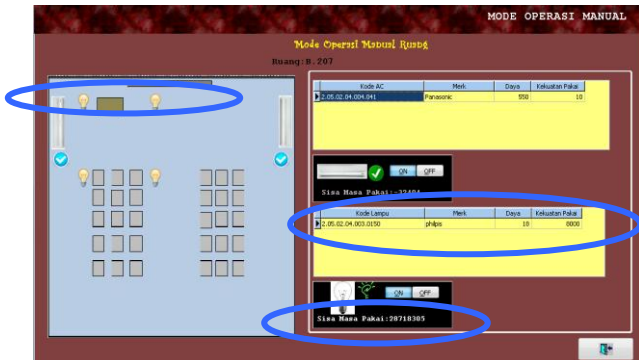 MODE OPERASI MANUAL
Mode Operasi Manual Ruang
Ruang:B.207
Kode AC Merk Daya Kekuatan Pakai
2.05.02.04.004.041 Panasonic 550 10
ON OFF
Sisa Masa Pakai:-32404
Kode Lampu Merk Daya Kekuatan Pakai
2.05.02.04.003.0150 philips 18 8000
ON OFF
Sisa Masa Pakai:28718305